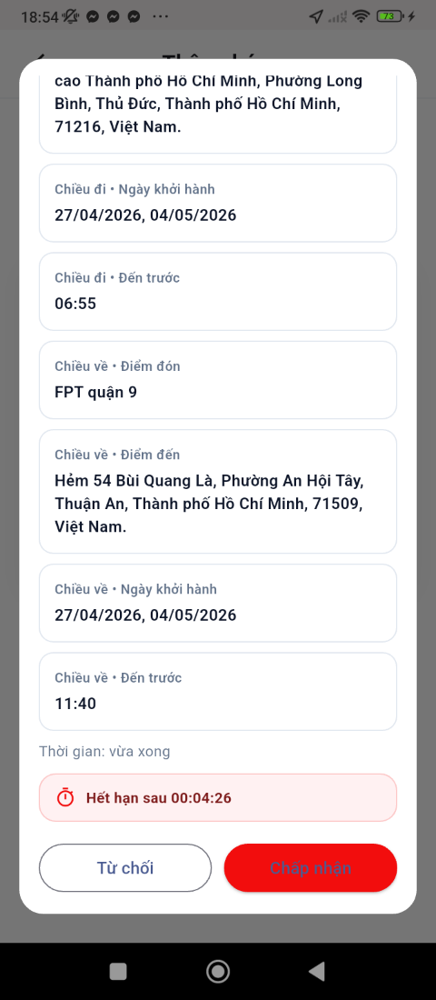 18:54
73
cao Thành phố Hồ Chí Minh, Phường Long
Bình, Thủ Đức, Thành phố Hồ Chí Minh,
71216, Việt Nam.
Chiều đi • Ngày khởi hành
27/04/2026, 04/05/2026
Chiều đi • Đến trước
06:55
Chiều về • Điểm đón
FPT quận 9
Chiều về • Điểm đến
Hẻm 54 Bùi Quang Là, Phường An Hội Tây,
Thuận An, Thành phố Hồ Chí Minh, 71509,
Việt Nam.
Chiều về • Ngày khởi hành
27/04/2026, 04/05/2026
Chiều về • Đến trước
11:40
Thời gian: vừa xong
Hết hạn sau 00:04:26
Từ chối
Chấp nhận